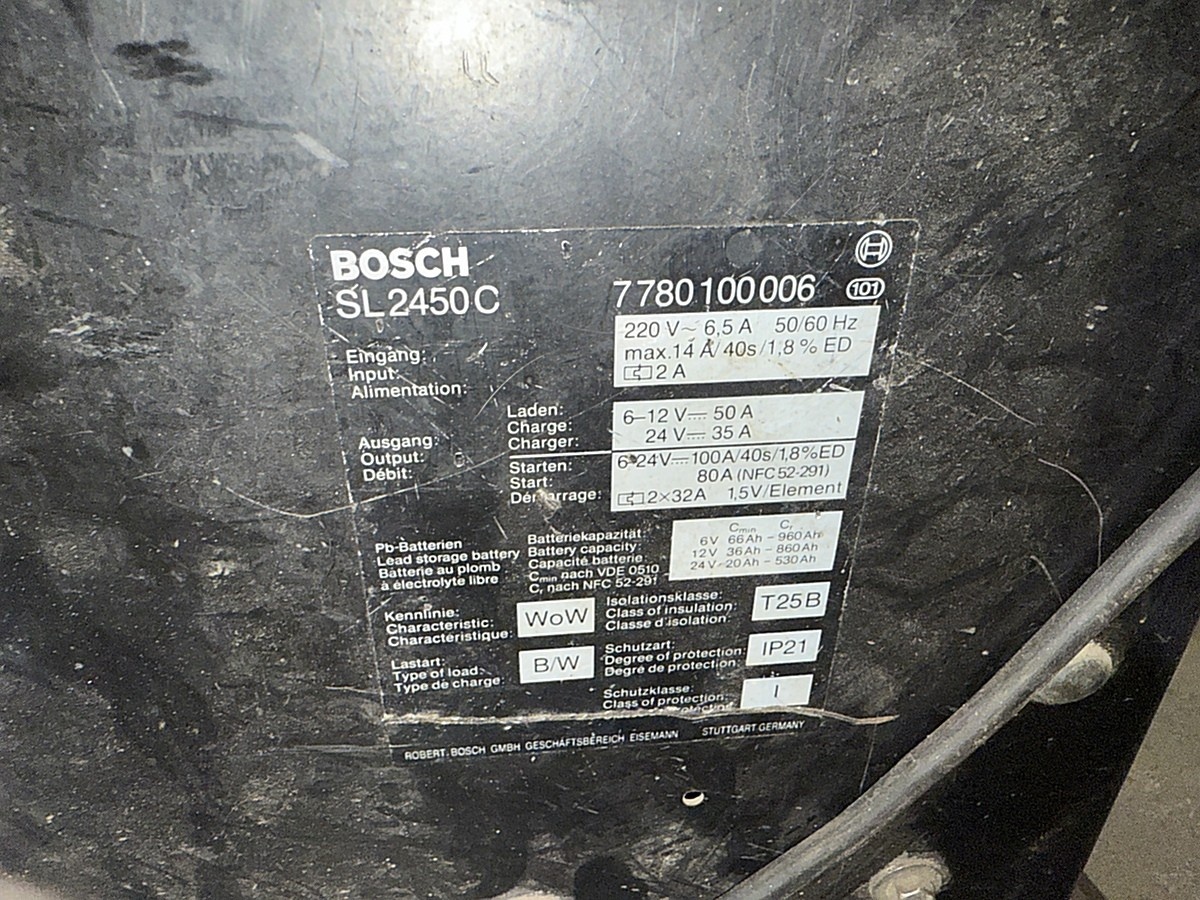 BOSCH
SL 2450 C
7 780 100 006 101
Eingang:
Input:
Alimentation:
220 V~ 6,5 A 50/60 Hz
max. 14 A/40s/1,8 % ED
2 A
Ausgang:
Output:
Débit:
Laden:
Charge:
Charger:
6–12 V⎓ 50 A
24 V⎓ 35 A
Starten:
Start:
Démarrage:
6-24V⎓100A/40s/1,8%ED
80A (NFC 52-291)
2×32A 1,5V/Element
Pb-Batterien
Lead storage battery
Batterie au plomb
à électrolyte libre
Batteriekapazität
Battery capacity:
Capacité batterie
Cmin nach VDE 0510
Cr nach NFC 52-291
Cmin Cr
6V 66Ah – 960Ah
12V 36Ah – 860Ah
24V 20Ah – 530Ah
Kennlinie:
Characteristic:
Charactéristique:
WoW
Isolationsklasse:
Class of insulation:
Classe d'isolation:
T25B
Lastart:
Type of load:
Type de charge:
B/W
Schutzart:
Degree of protection:
Degré de protection:
IP21
Schutzklasse:
Class of protection:
I
ROBERT BOSCH GMBH GESCHÄFTSBEREICH EISEMANN STUTTGART GERMANY